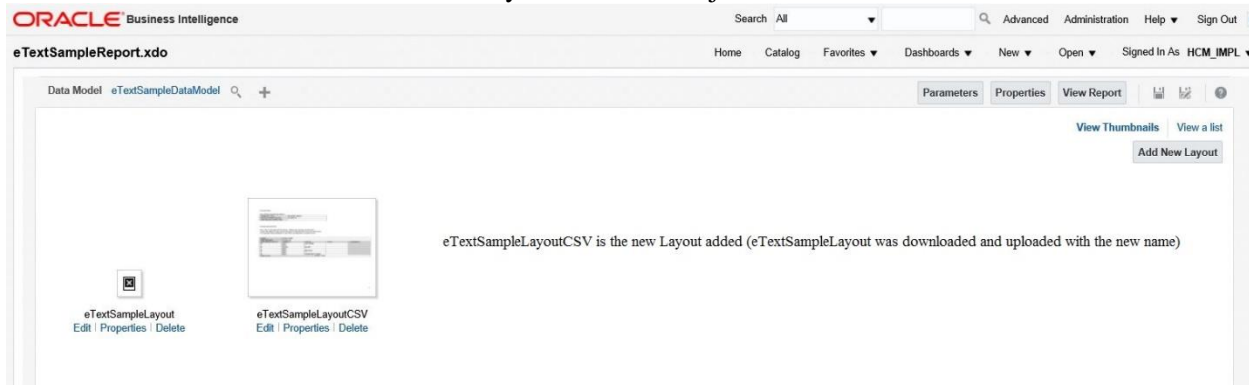 ORACLE Business Intelligence Search All Advanced Administration Help Sign Out
eTextSampleReport.xdo Home Catalog Favorites Dashboards New Open Signed In As HCM_IMPL
Data Model eTextSampleDataModel Parameters Properties View Report
View Thumbnails View a list
Add New Layout
eTextSampleLayoutCSV is the new Layout added (eTextSampleLayout was downloaded and uploaded with the new name)
eTextSampleLayout eTextSampleLayoutCSV
Edit | Properties | Delete Edit | Properties | Delete